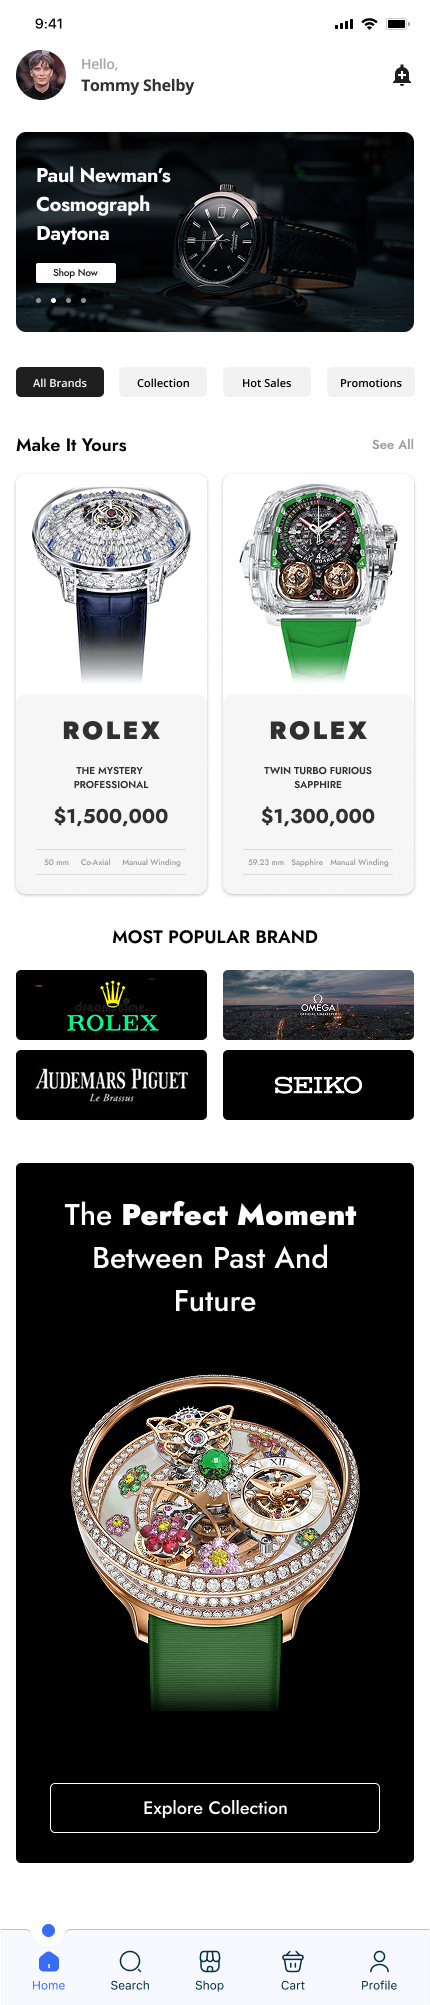 9:41
Hello,
Tommy Shelby
Paul Newman's
Cosmograph
Daytona
Shop Now
All Brands
Collection
Hot Sales
Promotions
Make It Yours
See All
ROLEX
THE MYSTERY
PROFESSIONAL
$1,500,000
50 mm Co-Axial Manual Winding
ROLEX
TWIN TURBO FURIOUS
SAPPHIRE
$1,300,000
59.23 mm Sapphire Manual Winding
MOST POPULAR BRAND
ROLEX
OMEGA
AUDEMARS PIGUET
Le Brassus
SEIKO
The Perfect Moment
Between Past And
Future
XII
Explore Collection
Home
Search
Shop
Cart
Profile